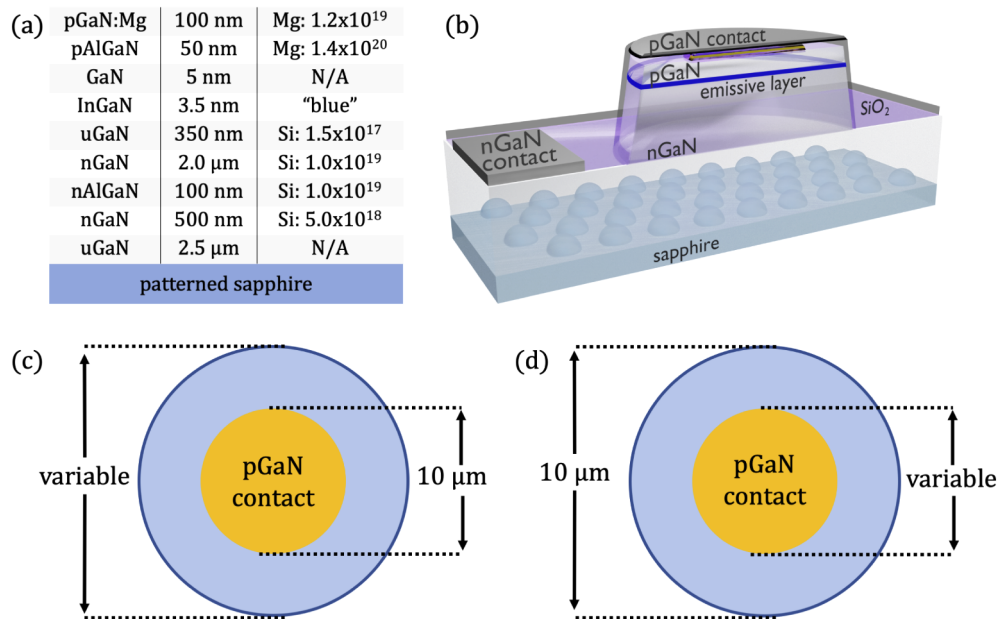 (a)
pGaN:Mg 100 nm Mg: 1.2x10¹⁹
pAlGaN 50 nm Mg: 1.4x10²⁰
GaN 5 nm N/A
InGaN 3.5 nm “blue”
uGaN 350 nm Si: 1.5x10¹⁷
nGaN 2.0 μm Si: 1.0x10¹⁹
nAlGaN 100 nm Si: 1.0x10¹⁹
nGaN 500 nm Si: 5.0x10¹⁸
uGaN 2.5 μm N/A
patterned sapphire
(b)
pGaN contact
pGaN
emissive layer
SiO₂
nGaN
contact
nGaN
sapphire
(c)
variable
pGaN
contact
10 μm
(d)
10 μm
pGaN
contact
variable